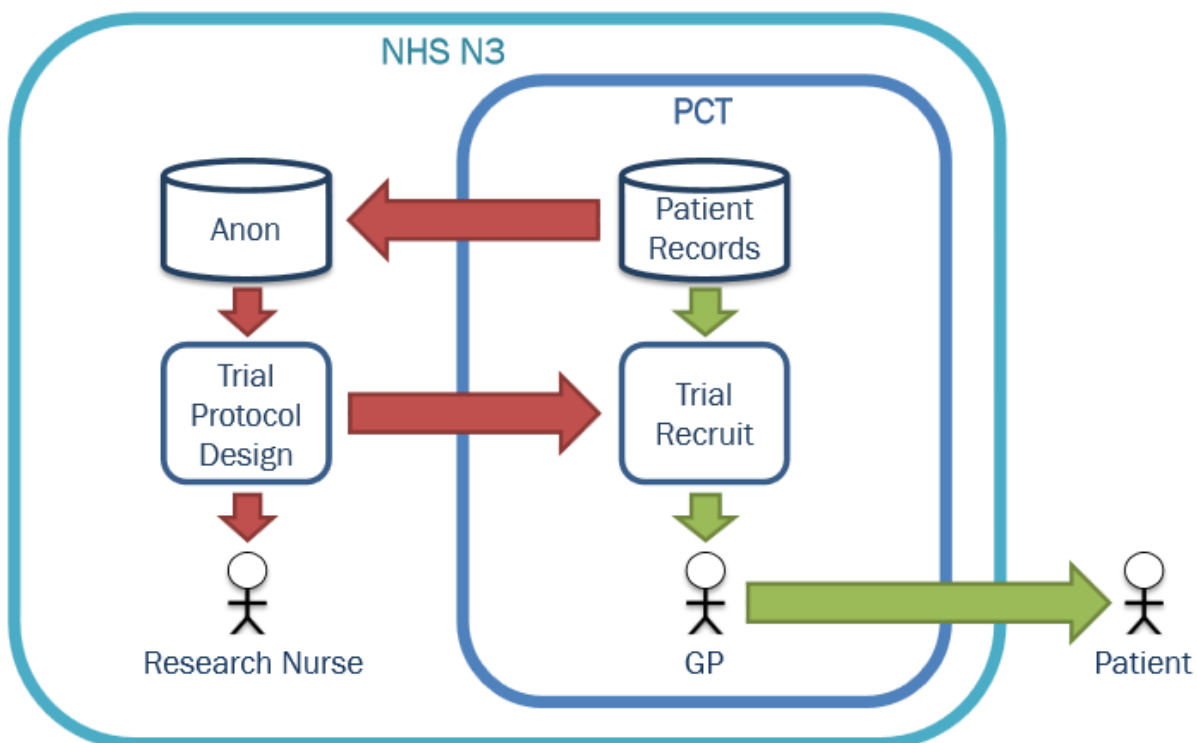 NHS N3
PCT
Anon
Patient
Records
Trial
Protocol
Design
Trial
Recruit
Research Nurse
GP
Patient